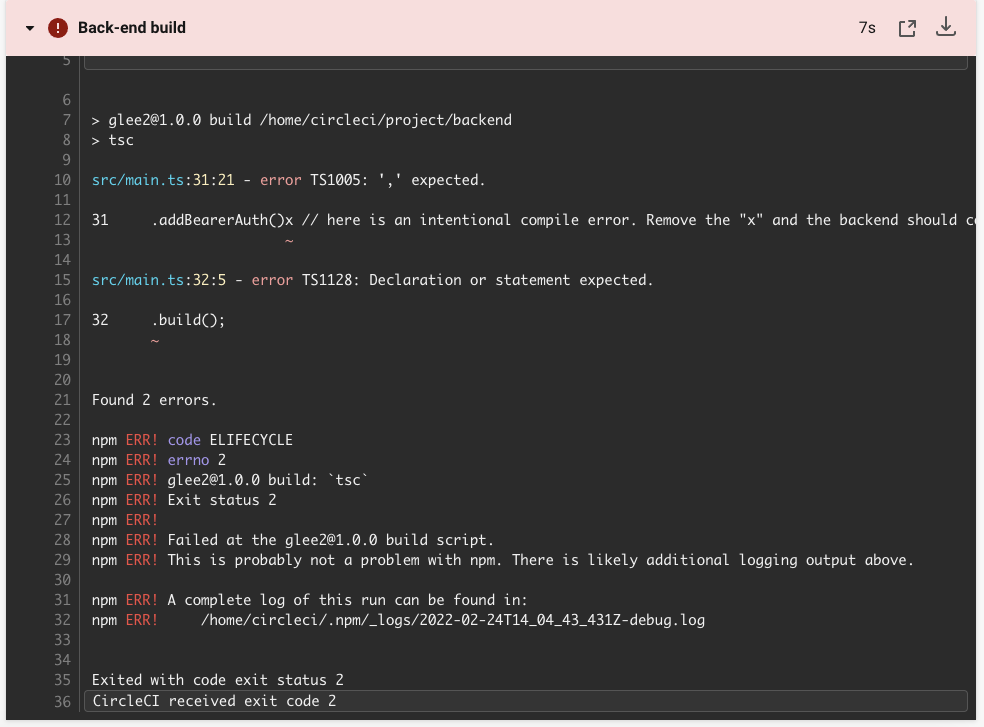 Back-end build 7s
5
6
7 > glee2@1.0.0 build /home/circleci/project/backend
8 > tsc
9
10 src/main.ts:31:21 - error TS1005: ',' expected.
11
12 31 .addBearerAuth()x // here is an intentional compile error. Remove the "x" and the backend should
13 ~
14
15 src/main.ts:32:5 - error TS1128: Declaration or statement expected.
16
17 32 .build();
18 ~
19
20
21 Found 2 errors.
22
23 npm ERR! code ELIFECYCLE
24 npm ERR! errno 2
25 npm ERR! glee2@1.0.0 build: `tsc`
26 npm ERR! Exit status 2
27 npm ERR!
28 npm ERR! Failed at the glee2@1.0.0 build script.
29 npm ERR! This is probably not a problem with npm. There is likely additional logging output above.
30
31 npm ERR! A complete log of this run can be found in:
32 npm ERR! /home/circleci/.npm/_logs/2022-02-24T14_04_43_431Z-debug.log
33
34
35 Exited with code exit status 2
36 CircleCI received exit code 2